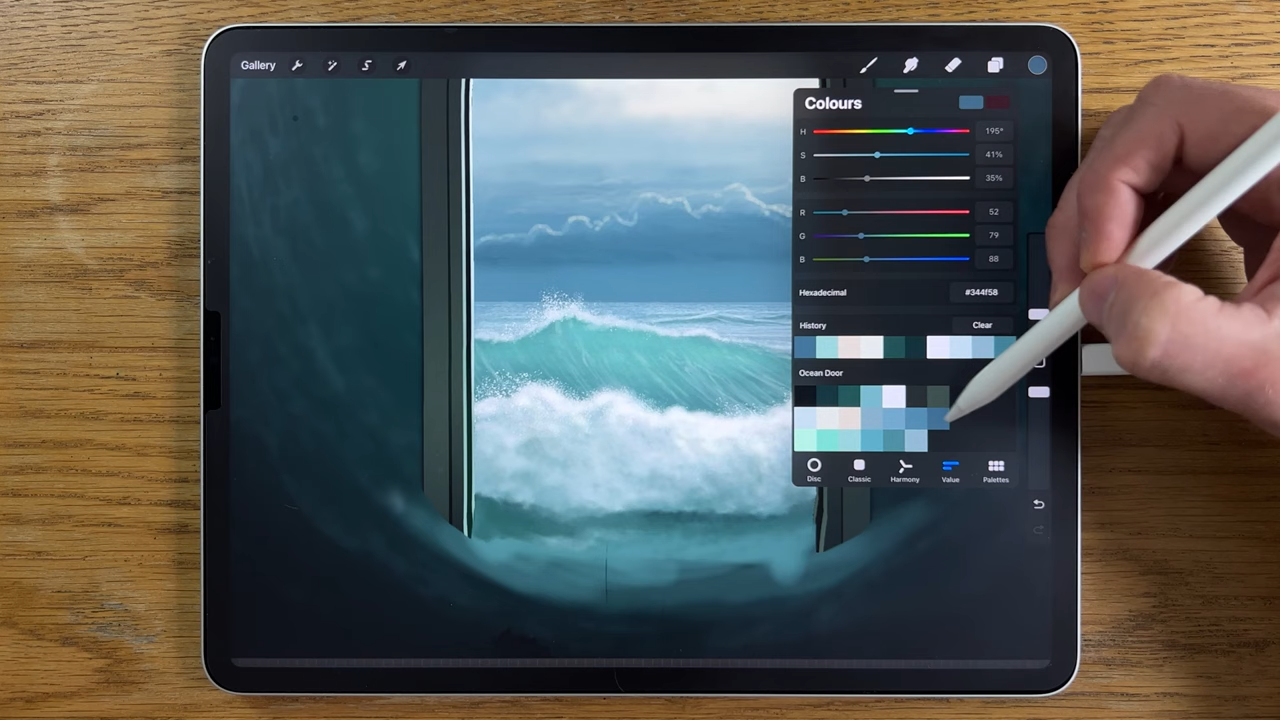 Gallery
Colours
H 195°
S 41%
B 35%
R 52
G 79
B 88
Hexadecimal #344f58
History Clear
Ocean Door
Disc Classic Harmony Value Palettes